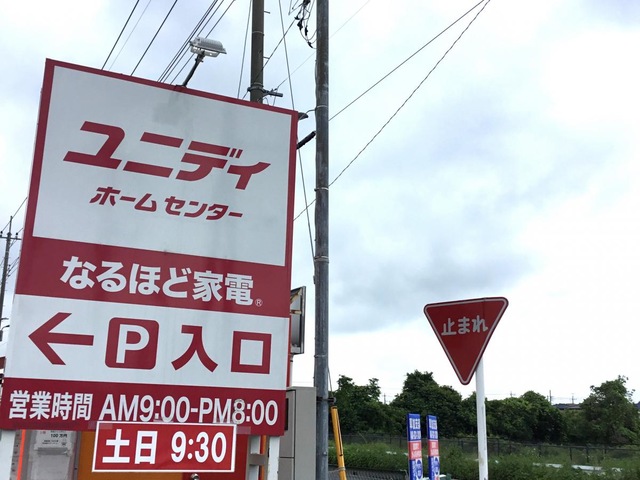 ユニディ
ホームセンター
なるほど家電®
← P 入口
営業時間 AM9:00-PM8:00
土日 9:30
止まれ